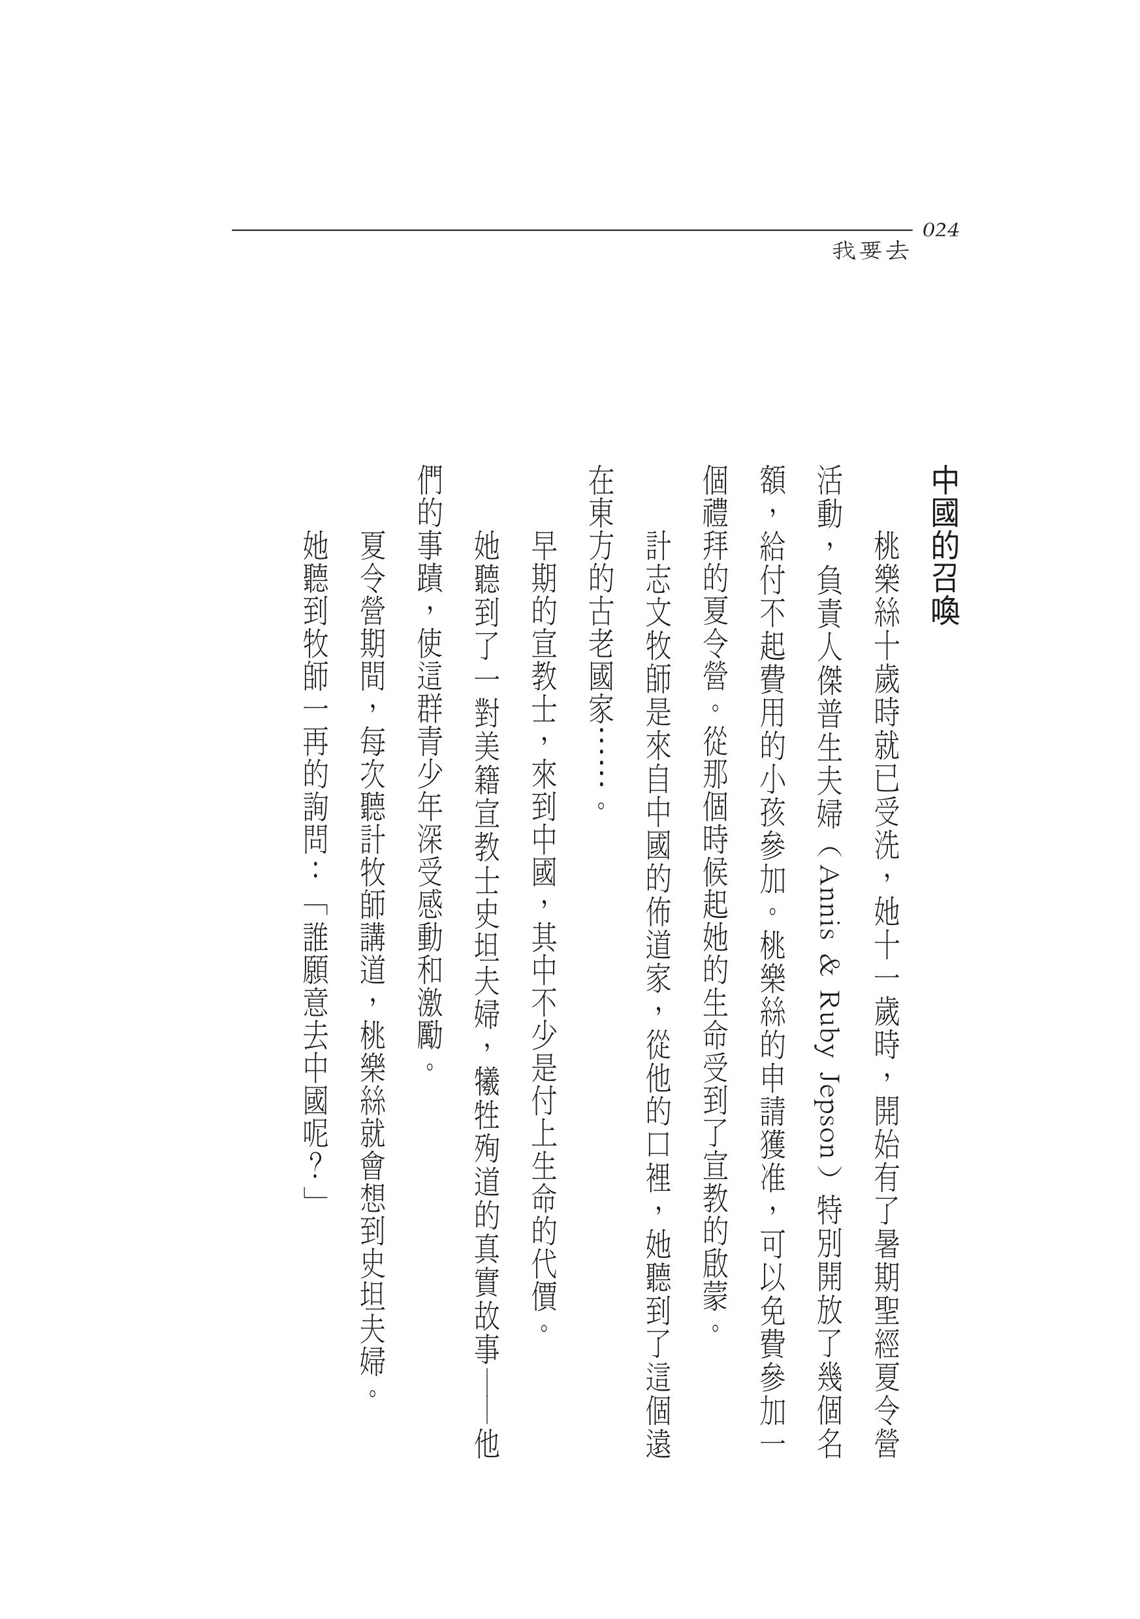 024
我要去
中國的召喚
桃樂絲十歲時就已受洗，她十一歲時，開始有了暑期聖經夏令營
活動，負責人傑普生夫婦（Annis & Ruby Jepson）特別開放了幾個名
額，給付不起費用的小孩參加。桃樂絲的申請獲准，可以免費參加一
個禮拜的夏令營。從那個時候起她的生命受到了宣教的啟蒙。
計志文牧師是來自中國的佈道家，從他的口裡，她聽到了這個遠
在東方的古老國家……。
早期的宣教士，來到中國，其中不少是付上生命的代價。
她聽到了一對美籍宣教士史坦夫婦，犧牲殉道的真實故事——他
們的事蹟，使這群青少年深受感動和激勵。
夏令營期間，每次聽計牧師講道，桃樂絲就會想到史坦夫婦。
她聽到牧師一再的詢問：「誰願意去中國呢？」